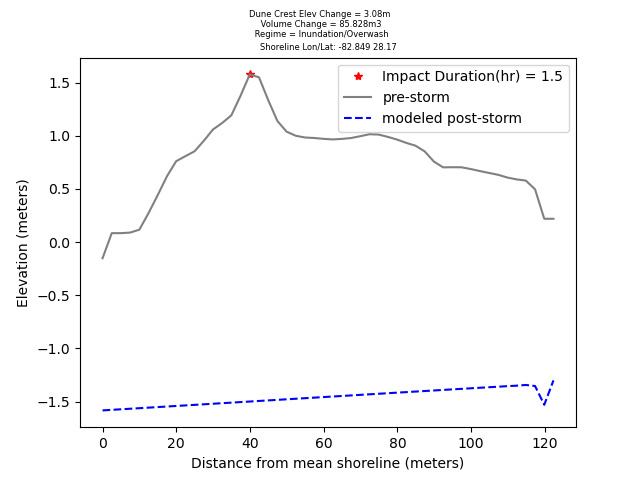 Dune Crest Elev Change = 3.08m
Volume Change = 85.828m3
Regime = Inundation/Overwash
Shoreline Lon/Lat: -82.849 28.17
Impact Duration(hr) = 1.5
pre-storm
modeled post-storm
Elevation (meters)
1.5
1.0
0.5
0.0
−0.5
−1.0
−1.5
0 20 40 60 80 100 120
Distance from mean shoreline (meters)